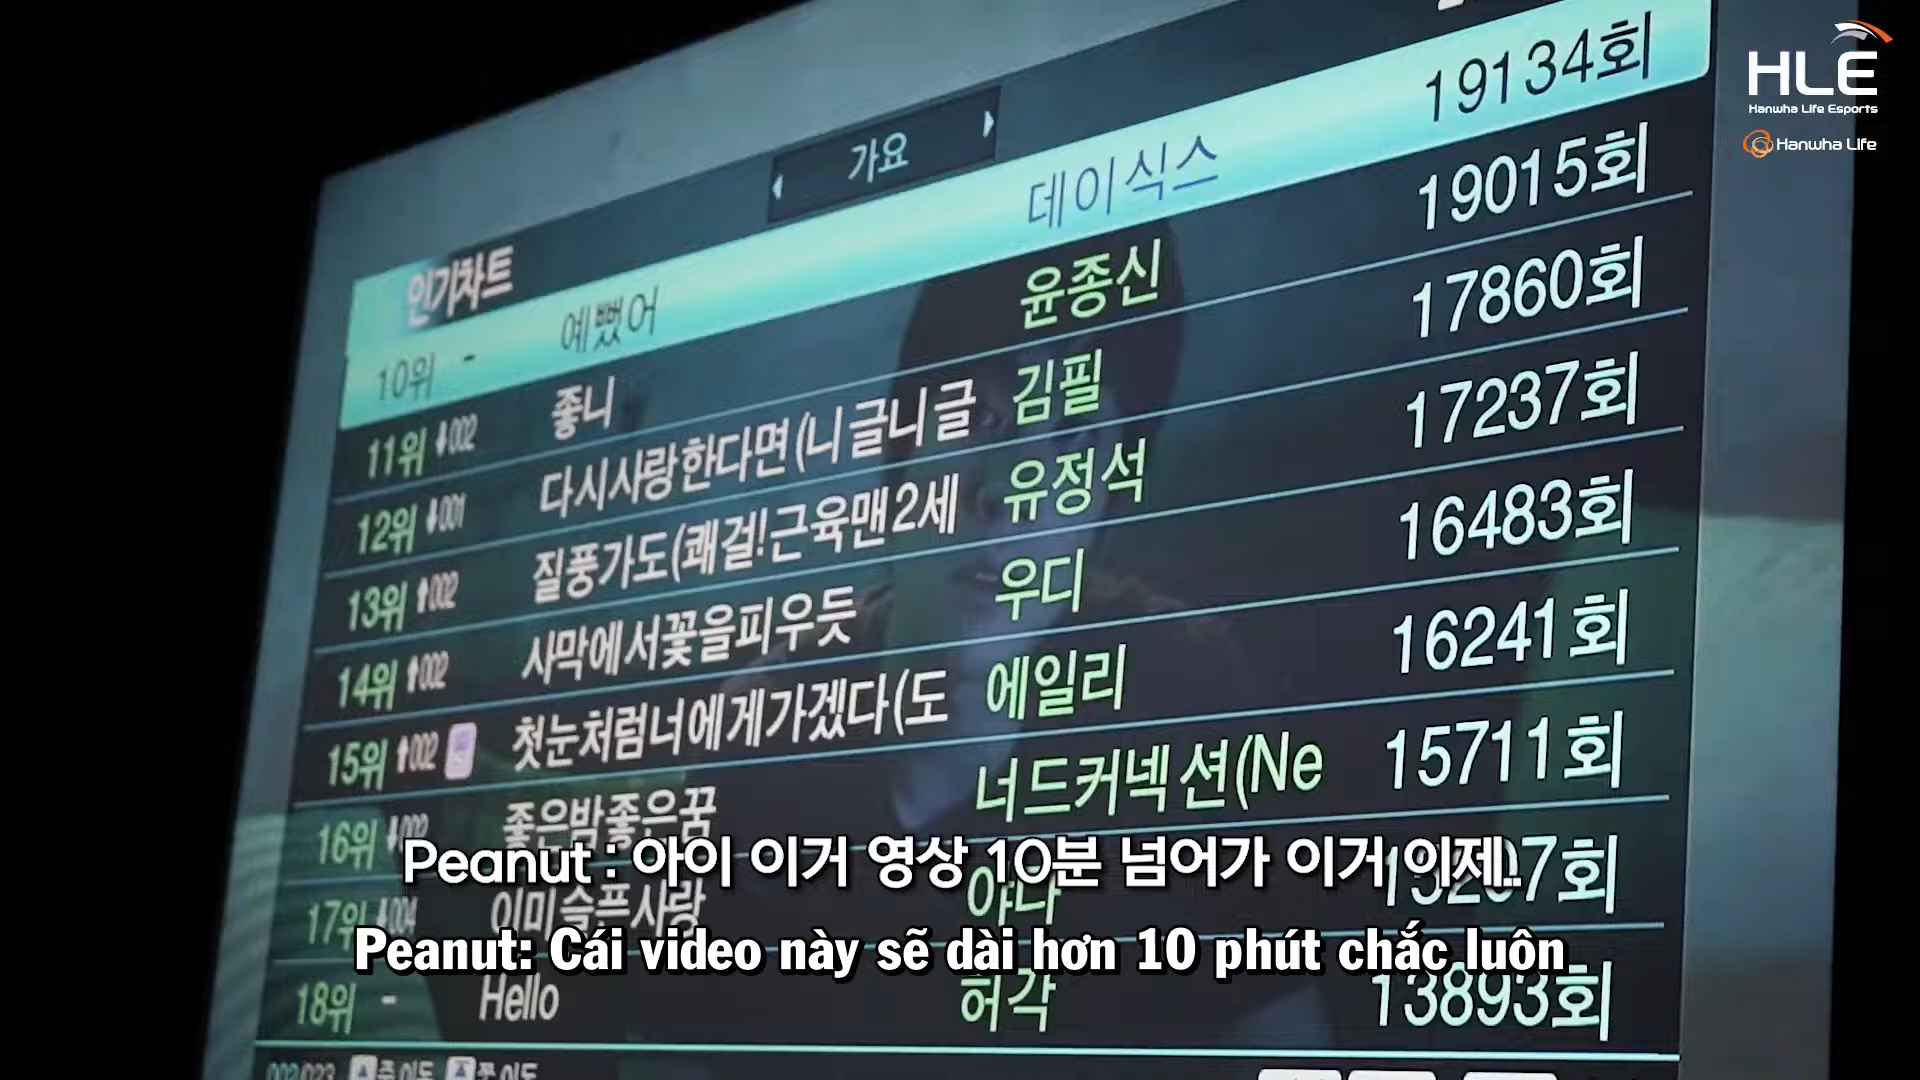 HLE
Hanwha Life Esports
Hanwha Life
가요
인기차트
10위 - 예뻤어 데이식스 19134회
11위 ↓002 좋니 윤종신 19015회
12위 ↓001 다시사랑한다면(니글니글 김필 17860회
13위 ↑002 질풍가도(쾌걸!근육맨2세 유정석 17237회
14위 ↑002 사막에서꽃을피우듯 우디 16483회
15위 ↑002 첫눈처럼너에게가겠다(도 에일리 16241회
16위 ↓002 좋은밤좋은꿈 너드커넥션(Ne 15711회
17위 ↓004 이미슬픈사랑 야다
18위 - Hello 허각 13893회
Peanut : 아이 이거 영상 10분 넘어가 이거 이제..
Peanut: Cái video này sẽ dài hơn 10 phút chắc luôn